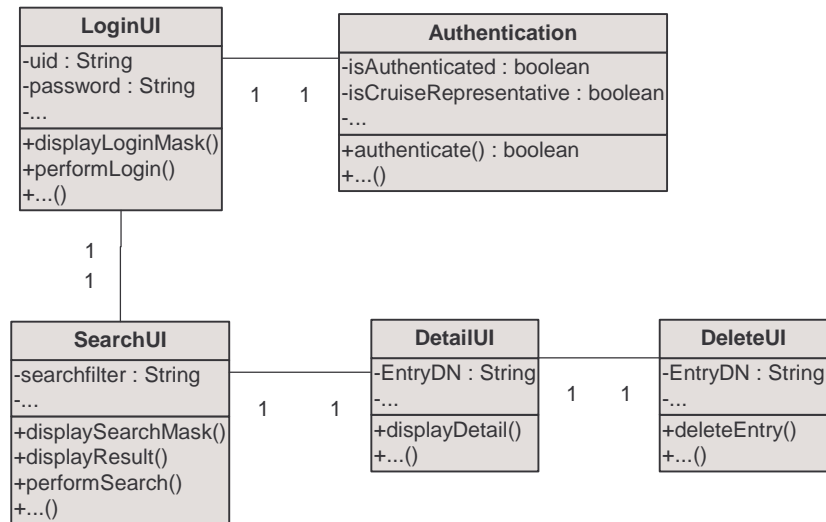 LoginUI
-uid : String
-password : String
-...
+displayLoginMask()
+performLogin()
+...()
1 1
Authentication
-isAuthenticated : boolean
-isCruiseRepresentative : boolean
-...
+authenticate() : boolean
+...()
1
1
SearchUI
-searchfilter : String
-...
+displaySearchMask()
+displayResult()
+performSearch()
+...()
1 1
DetailUI
-EntryDN : String
-...
+displayDetail()
+...()
1 1
DeleteUI
-EntryDN : String
-...
+deleteEntry()
+...()